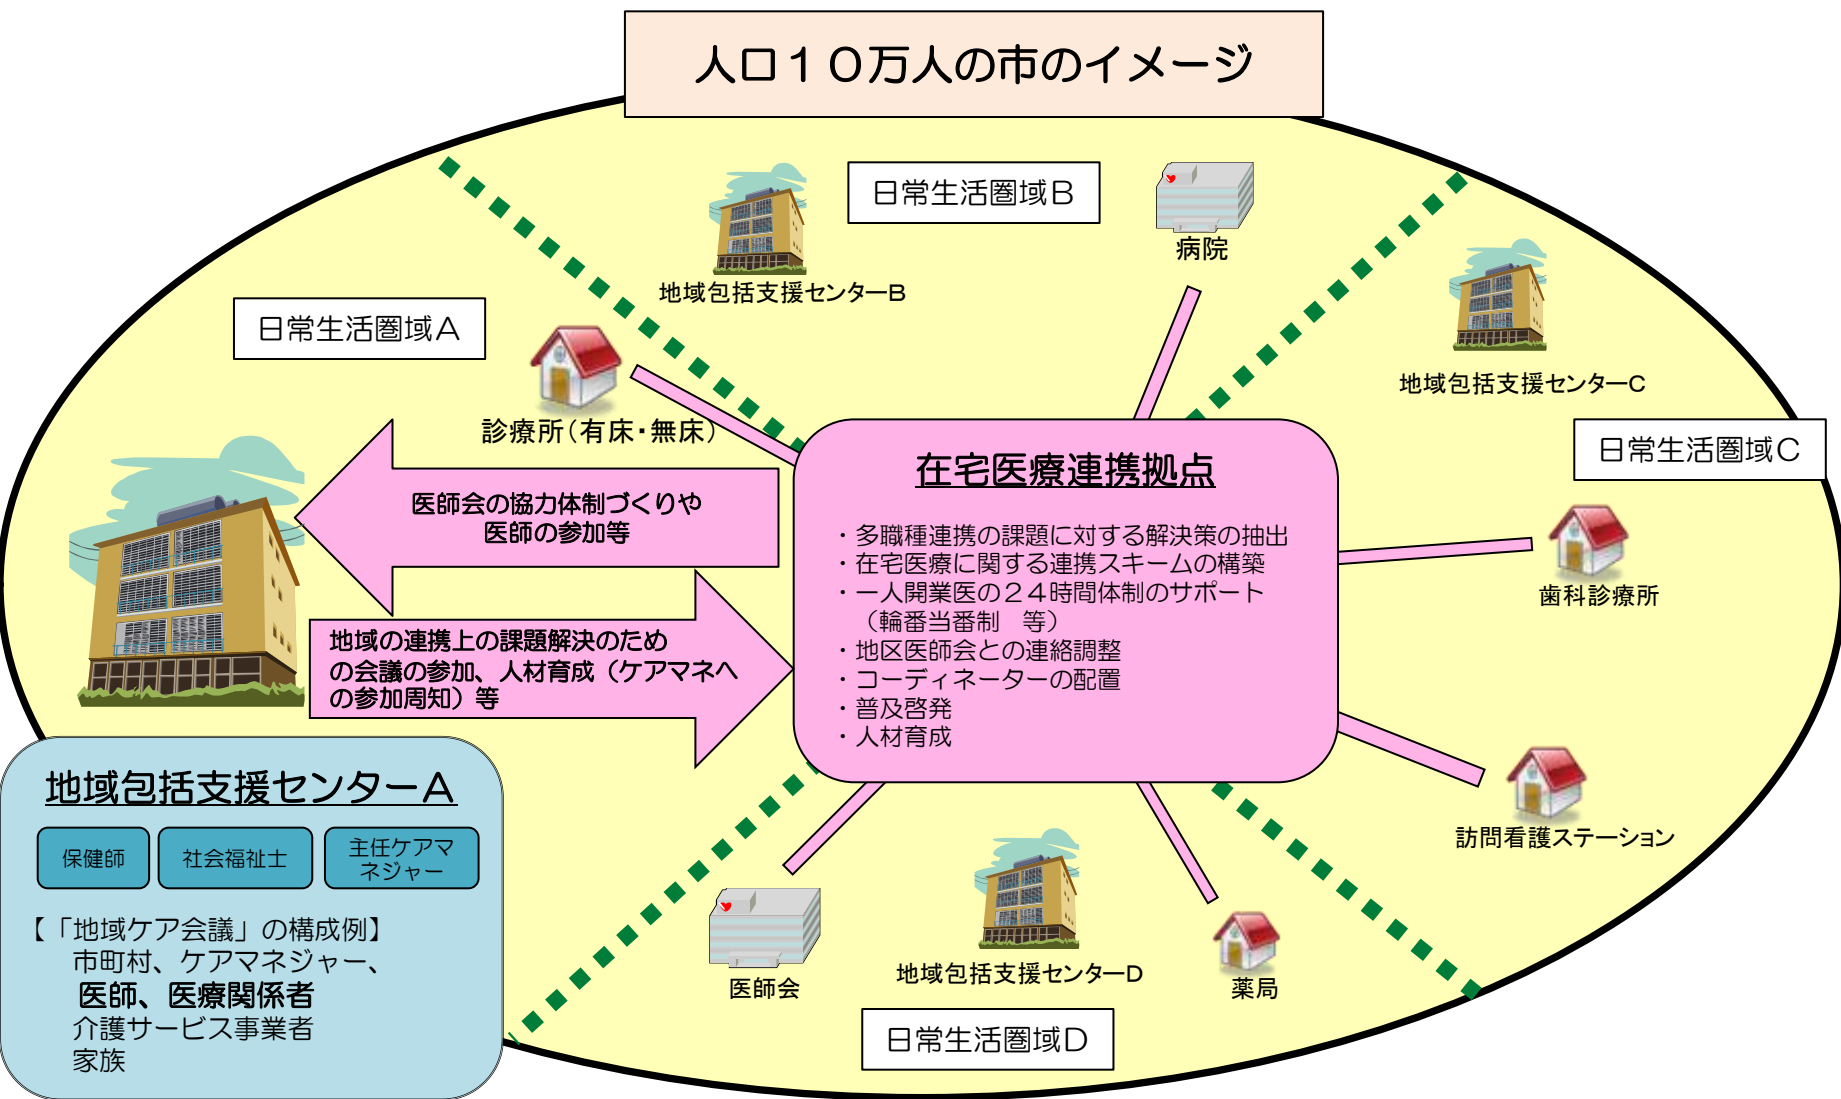 人口１０万人の市のイメージ
日常生活圏域Ｂ
病院
地域包括支援センターＢ
日常生活圏域Ａ
地域包括支援センターＣ
診療所（有床・無床）
日常生活圏域Ｃ
医師会の協力体制づくりや
医師の参加等
地域の連携上の課題解決のため
の会議の参加、人材育成（ケアマネへ
の参加周知）等
在宅医療連携拠点
・多職種連携の課題に対する解決策の抽出
・在宅医療に関する連携スキームの構築
・一人開業医の２４時間体制のサポート
（輪番当番制　等）
・地区医師会との連絡調整
・コーディネーターの配置
・普及啓発
・人材育成
歯科診療所
訪問看護ステーション
地域包括支援センターＡ
保健師
社会福祉士
主任ケアマ
ネジャー
【「地域ケア会議」の構成例】
市町村、ケアマネジャー、
医師、医療関係者
介護サービス事業者
家族
医師会
地域包括支援センターＤ
薬局
日常生活圏域Ｄ